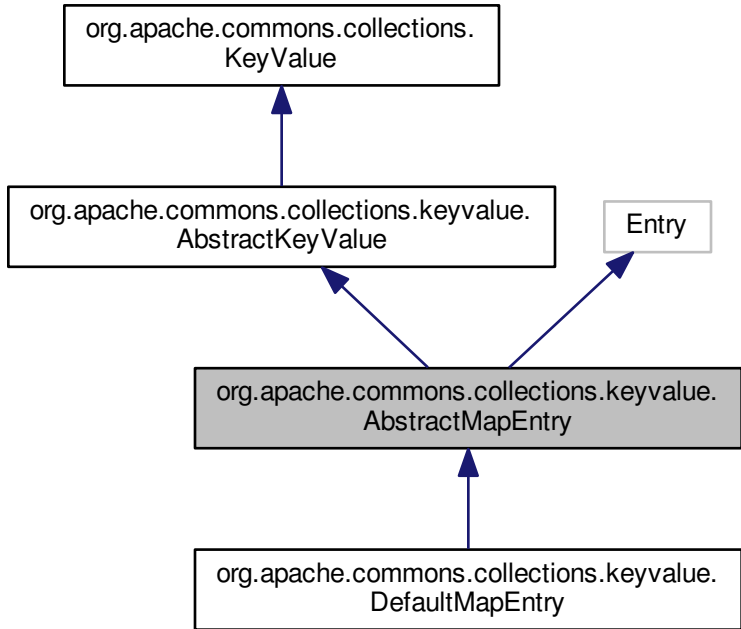 org.apache.commons.collections.
KeyValue
org.apache.commons.collections.keyvalue.
AbstractKeyValue
Entry
org.apache.commons.collections.keyvalue.
AbstractMapEntry
org.apache.commons.collections.keyvalue.
DefaultMapEntry